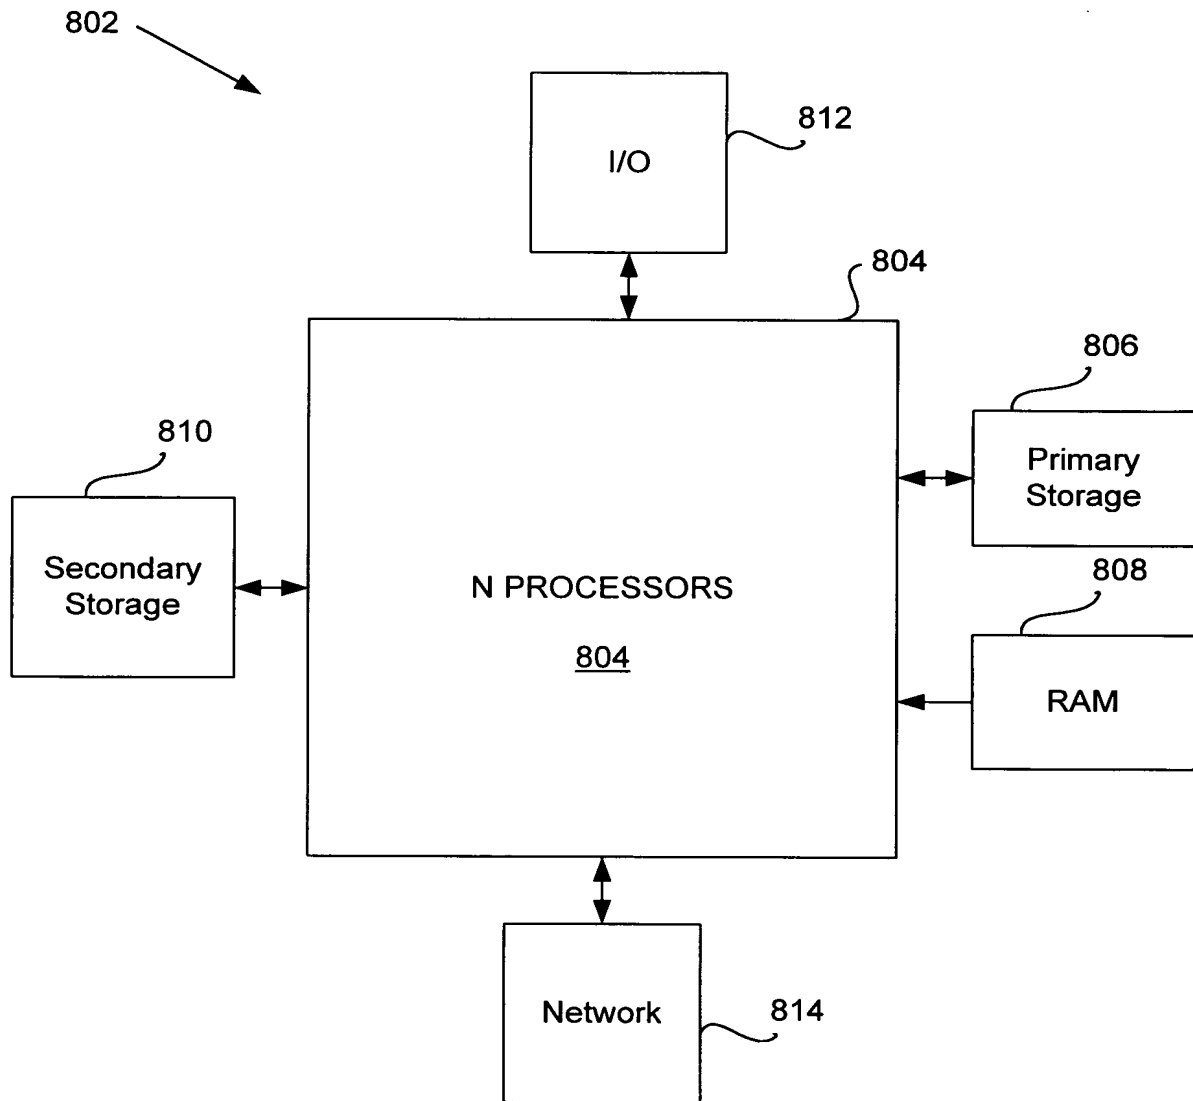 802
812
I/O
804
806
Primary
Storage
810
Secondary
Storage
N PROCESSORS
804
808
RAM
Network
814